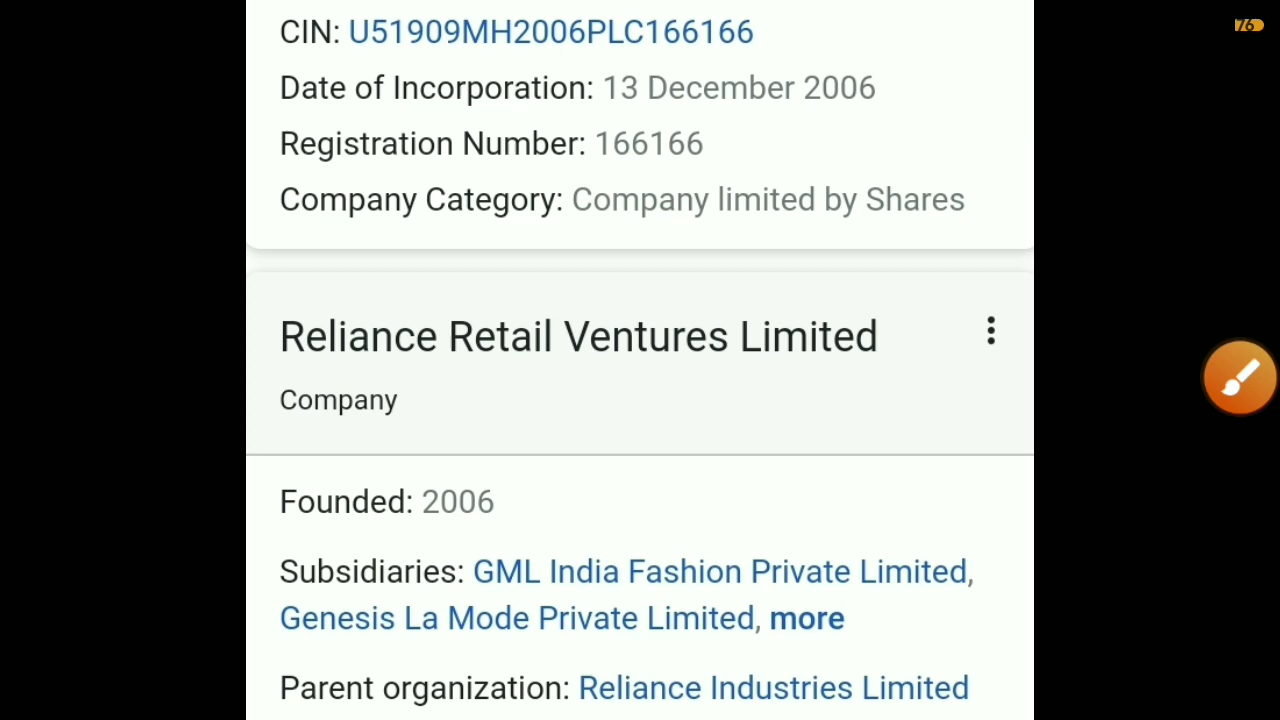 CIN: U51909MH2006PLC166166
76
Date of Incorporation: 13 December 2006
Registration Number: 166166
Company Category: Company limited by Shares
Reliance Retail Ventures Limited
Company
Founded: 2006
Subsidiaries: GML India Fashion Private Limited,
Genesis La Mode Private Limited, more
Parent organization: Reliance Industries Limited